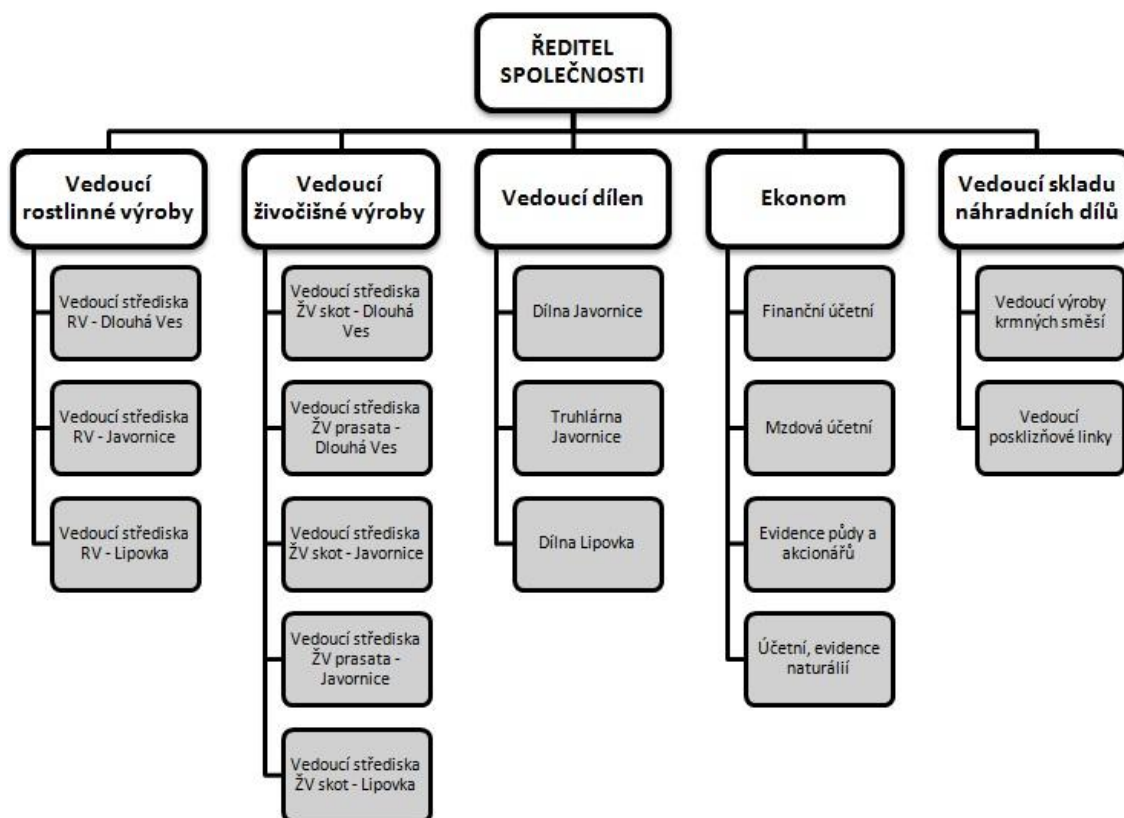 ŘEDITEL
SPOLEČNOSTI
Vedoucí
rostlinné výroby
Vedoucí střediska
RV - Dlouhá Ves
Vedoucí střediska
RV - Javornice
Vedoucí střediska
RV - Lipovka
Vedoucí
živočišné výroby
Vedoucí střediska
ŽV skot - Dlouhá
Ves
Vedoucí střediska
ŽV prasata -
Dlouhá Ves
Vedoucí střediska
ŽV skot - Javornice
Vedoucí střediska
ŽV prasata -
Javornice
Vedoucí střediska
ŽV skot - Lipovka
Vedoucí dílen
Dílna Javornice
Truhlárna
Javornice
Dílna Lipovka
Ekonom
Finanční účetní
Mzdová účetní
Evidence půdy a
akcionářů
Účetní, evidence
naturálií
Vedoucí skladu
náhradních dílů
Vedoucí výroby
krmných směsí
Vedoucí
posklizňové linky